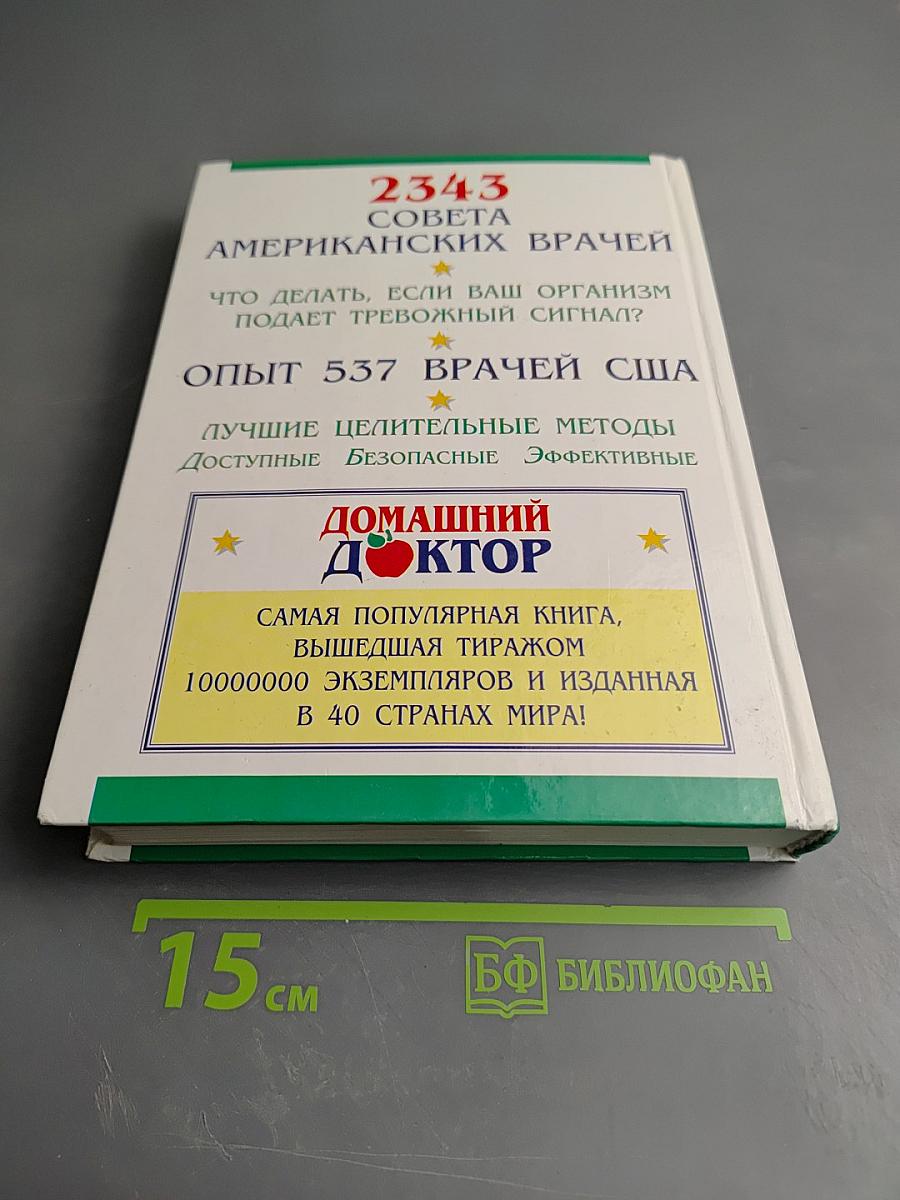 2343
СОВЕТА
АМЕРИКАНСКИХ ВРАЧЕЙ
ЧТО ДЕЛАТЬ, ЕСЛИ ВАШ ОРГАНИЗМ
ПОДАЕТ ТРЕВОЖНЫЙ СИГНАЛ?
ОПЫТ 537 ВРАЧЕЙ США
ЛУЧШИЕ ЦЕЛИТЕЛЬНЫЕ МЕТОДЫ
ДОСТУПНЫЕ БЕЗОПАСНЫЕ ЭФФЕКТИВНЫЕ
ДОМАШНИЙ
ДОКТОР
САМАЯ ПОПУЛЯРНАЯ КНИГА,
ВЫШЕДШАЯ ТИРАЖОМ
10000000 ЭКЗЕМПЛЯРОВ И ИЗДАННАЯ
В 40 СТРАНАХ МИРА!
15 см
БФ БИБЛИОФАН